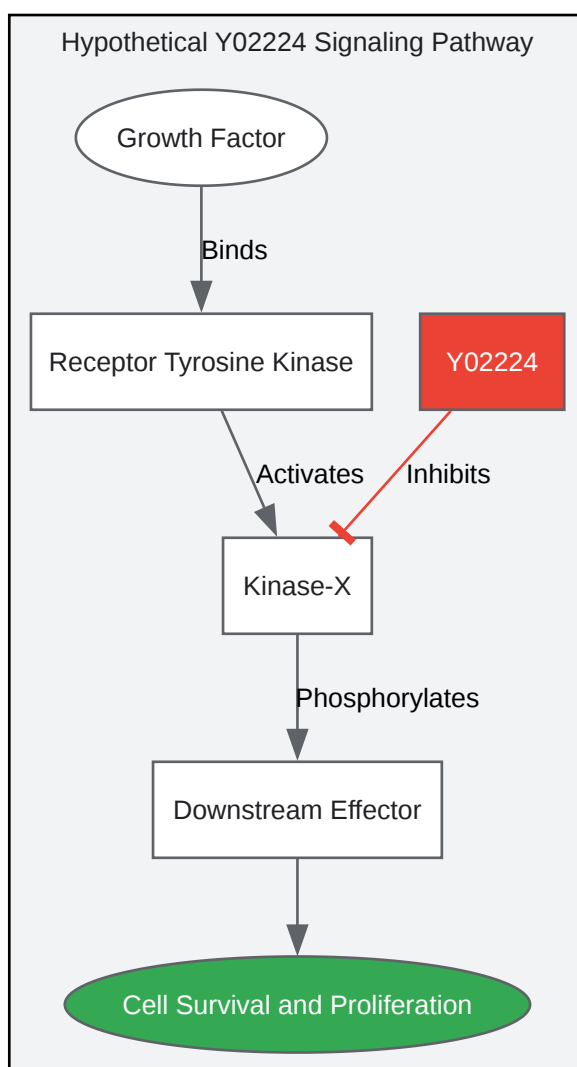 Hypothetical Y02224 Signaling Pathway
Growth Factor
Binds
Receptor Tyrosine Kinase
Y02224
Activates
Inhibits
Kinase-X
Phosphorylates
Downstream Effector
Cell Survival and Proliferation